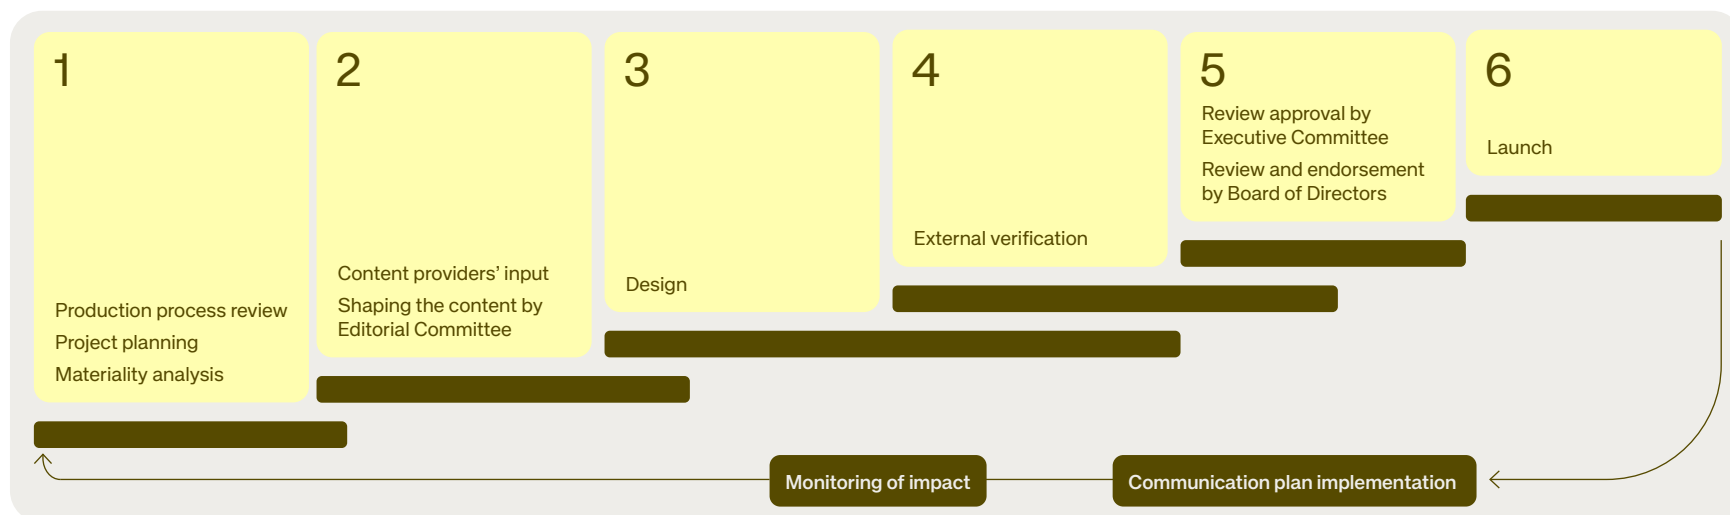 1
Production process review
Project planning
Materiality analysis
2
Content providers’ input
Shaping the content by
Editorial Committee
3
Design
4
External verification
5
Review approval by
Executive Committee
Review and endorsement
by Board of Directors
6
Launch
Monitoring of impact
Communication plan implementation